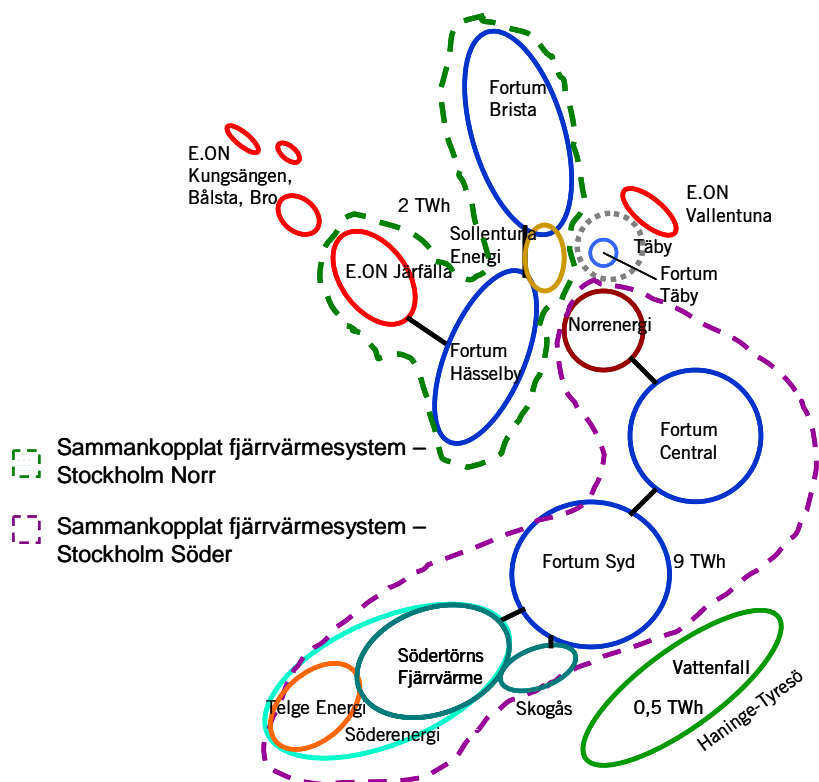 Fortum
Brista
E.ON
Kungsängen,
Bålsta, Bro
2 TWh
E.ON
Vallentuna
Sollentuna
Energi
Täby
E.ON Järfälla
Fortum
Täby
Norrenergi
Fortum
Hässelby
Fortum
Central
Sammankopplat fjärrvärmesystem –
Stockholm Norr
Sammankopplat fjärrvärmesystem –
Stockholm Söder
Fortum Syd
9 TWh
Södertörns
Fjärrvärme
Vattenfall
0,5 TWh
Haninge-Tyresö
Skogås
Telge Energi
Söderenergi